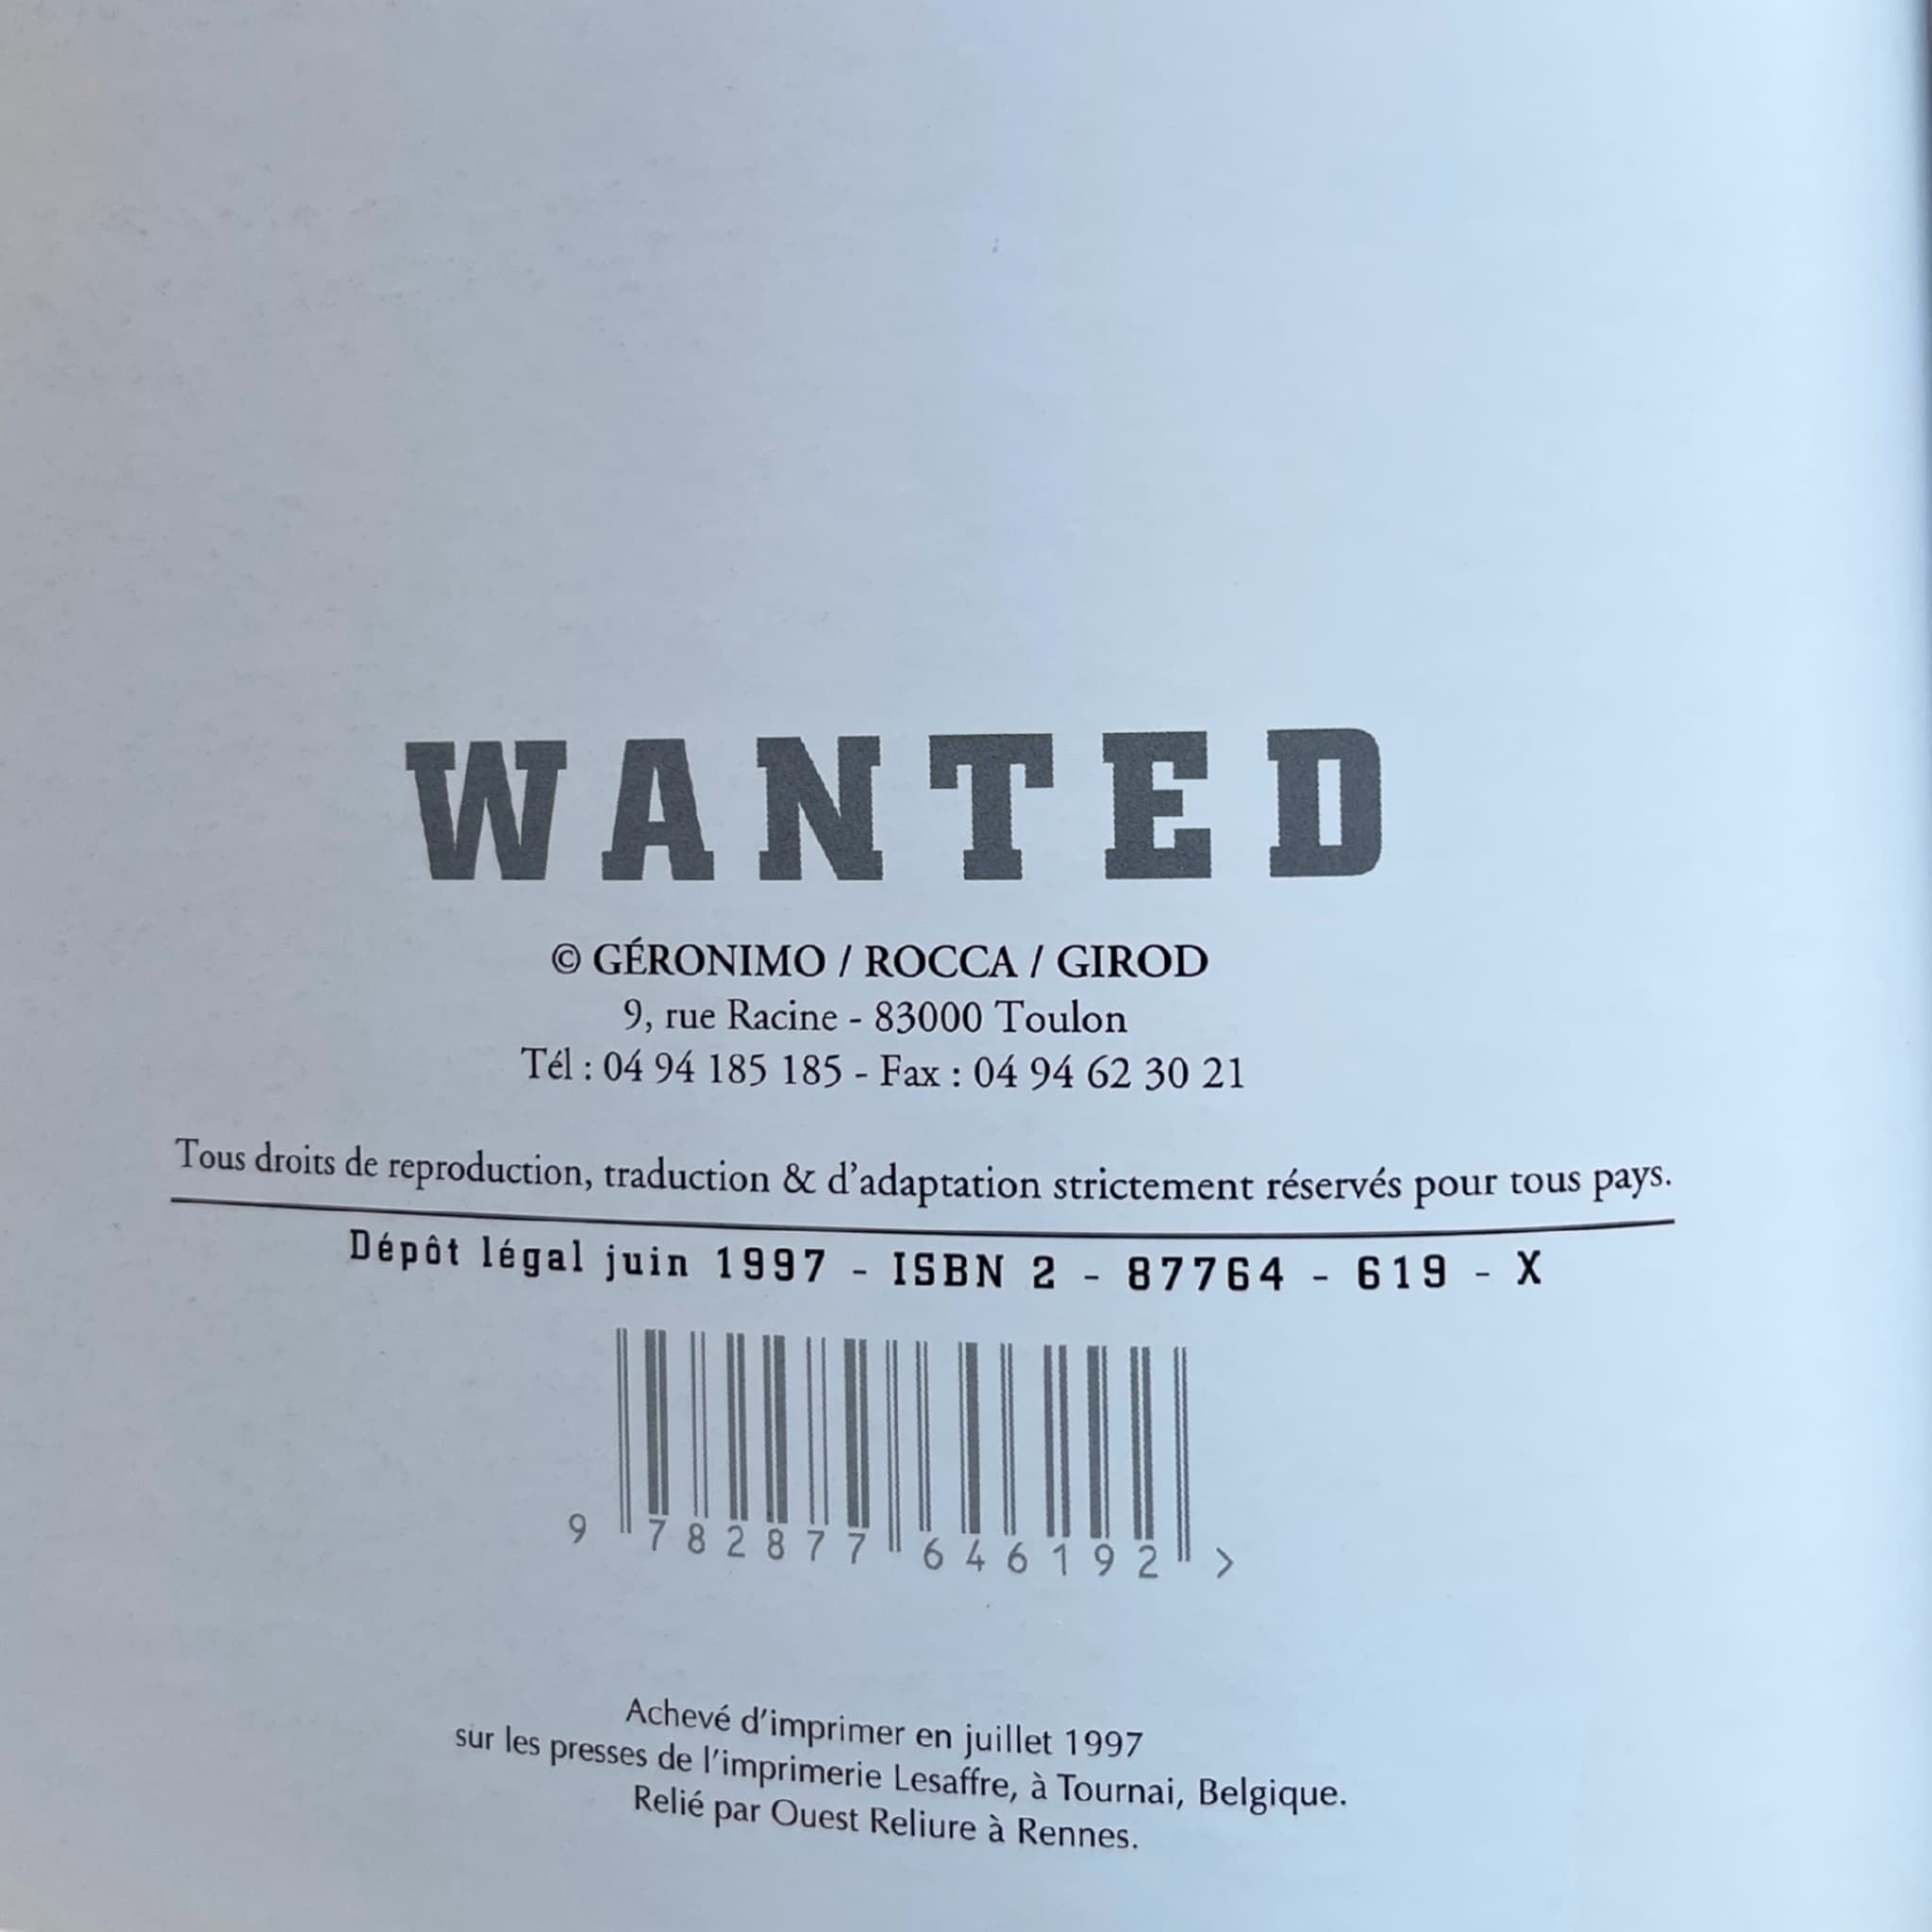 WANTED
© GÉRONIMO / ROCCA / GIROD
9, rue Racine - 83000 Toulon
Tél : 04 94 185 185 - Fax : 04 94 62 30 21
Tous droits de reproduction, traduction & d'adaptation strictement réservés pour tous pays.
Dépôt légal juin 1997 - ISBN 2 - 87764 - 619 - X
9 782877 646192 >
Achevé d'imprimer en juillet 1997
sur les presses de l'imprimerie Lesaffre, à Tournai, Belgique.
Relié par Ouest Reliure à Rennes.